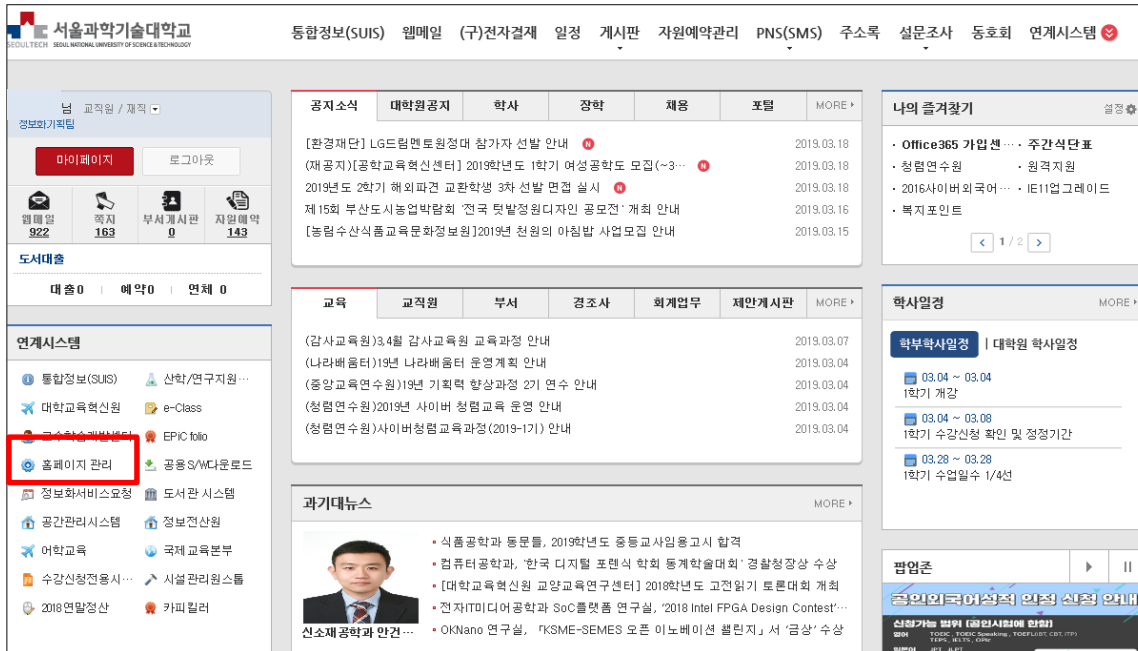 서울과학기술대학교
SEOULTECH SEOUL NATIONAL UNIVERSITY OF SCIENCE & TECHNOLOGY
통합정보(SUIS) 웹메일 (구)전자결재 일정 게시판 자원예약관리 PNS(SMS) 주소록 설문조사 동호회 연계시스템
님 교직원 / 재직
정보화기획팀
마이페이지 로그아웃
웹메일 쪽지 부서게시판 자원예약
922 163 0 143
도서대출
대출0 예약0 연체 0
연계시스템
통합정보(SUIS) 산학/연구지원…
대학교육혁신원 e-Class
교수학습개발센터 EPiC folio
홈페이지 관리 공용S/W다운로드
정보화서비스요청 도서관 시스템
공간관리시스템 정보전산원
어학교육 국제교육본부
수강신청전용시… 시설관리원스톱
2018연말정산 카피킬러
공지소식 대학원공지 학사 장학 채용 포털 MORE
[환경재단] LG드림멘토원정대 참가자 선발 안내 N 2019.03.18
(재공지)[공학교육혁신센터] 2019학년도 1학기 여성공학도 모집(~3… N 2019.03.18
2019년도 2학기 해외파견 교환학생 3차 선발 면접 실시 N 2019.03.18
제15회 부산도시농업박람회 '전국 텃밭정원디자인 공모전' 개최 안내 2019.03.16
[농림수산식품교육문화정보원]2019년 천원의 아침밥 사업모집 안내 2019.03.15
교육 교직원 부서 경조사 회계업무 제안게시판 MORE
(감사교육원)3,4월 감사교육원 교육과정 안내 2019.03.07
(나라배움터)19년 나라배움터 운영계획 안내 2019.03.04
(중앙교육연수원)19년 기획력 향상과정 2기 연수 안내 2019.03.04
(청렴연수원)2019년 사이버 청렴교육 운영 안내 2019.03.04
(청렴연수원)사이버청렴교육과정(2019-1기) 안내 2019.03.04
과기대뉴스 MORE
신소재공학과 안건…
식품공학과 동문들, 2019학년도 중등교사임용고시 합격
컴퓨터공학과, '한국 디지털 포렌식 학회 동계학술대회' 경찰청장상 수상
[대학교육혁신원 교양교육연구센터] 2018학년도 고전읽기 토론대회 개최
전자IT미디어공학과 SoC플랫폼 연구실, '2018 Intel FPGA Design Contest'…
OKNano 연구실, 「KSME-SEMES 오픈 이노베이션 챌린지」서 '금상' 수상
나의 즐겨찾기 설정
Office365 가입센… 주간식단표
청렴연수원 원격지원
2016사이버외국어… IE11업그레이드
복지포인트
< 1 / 2 >
학사일정 MORE
학부학사일정 | 대학원 학사일정
03.04 ~ 03.04
1학기 개강
03.04 ~ 03.08
1학기 수강신청 확인 및 정정기간
03.28 ~ 03.28
1학기 수업일수 1/4선
팝업존
공인외국어성적 인정 신청 안내
신청가능 범위 (공인시험에 한함)
영어 TOEIC, TOEIC Speaking, TOEFL(iBT, CBT, ITP)
TEPS, IELTS, OPIc
일본어 JPT, JLPT